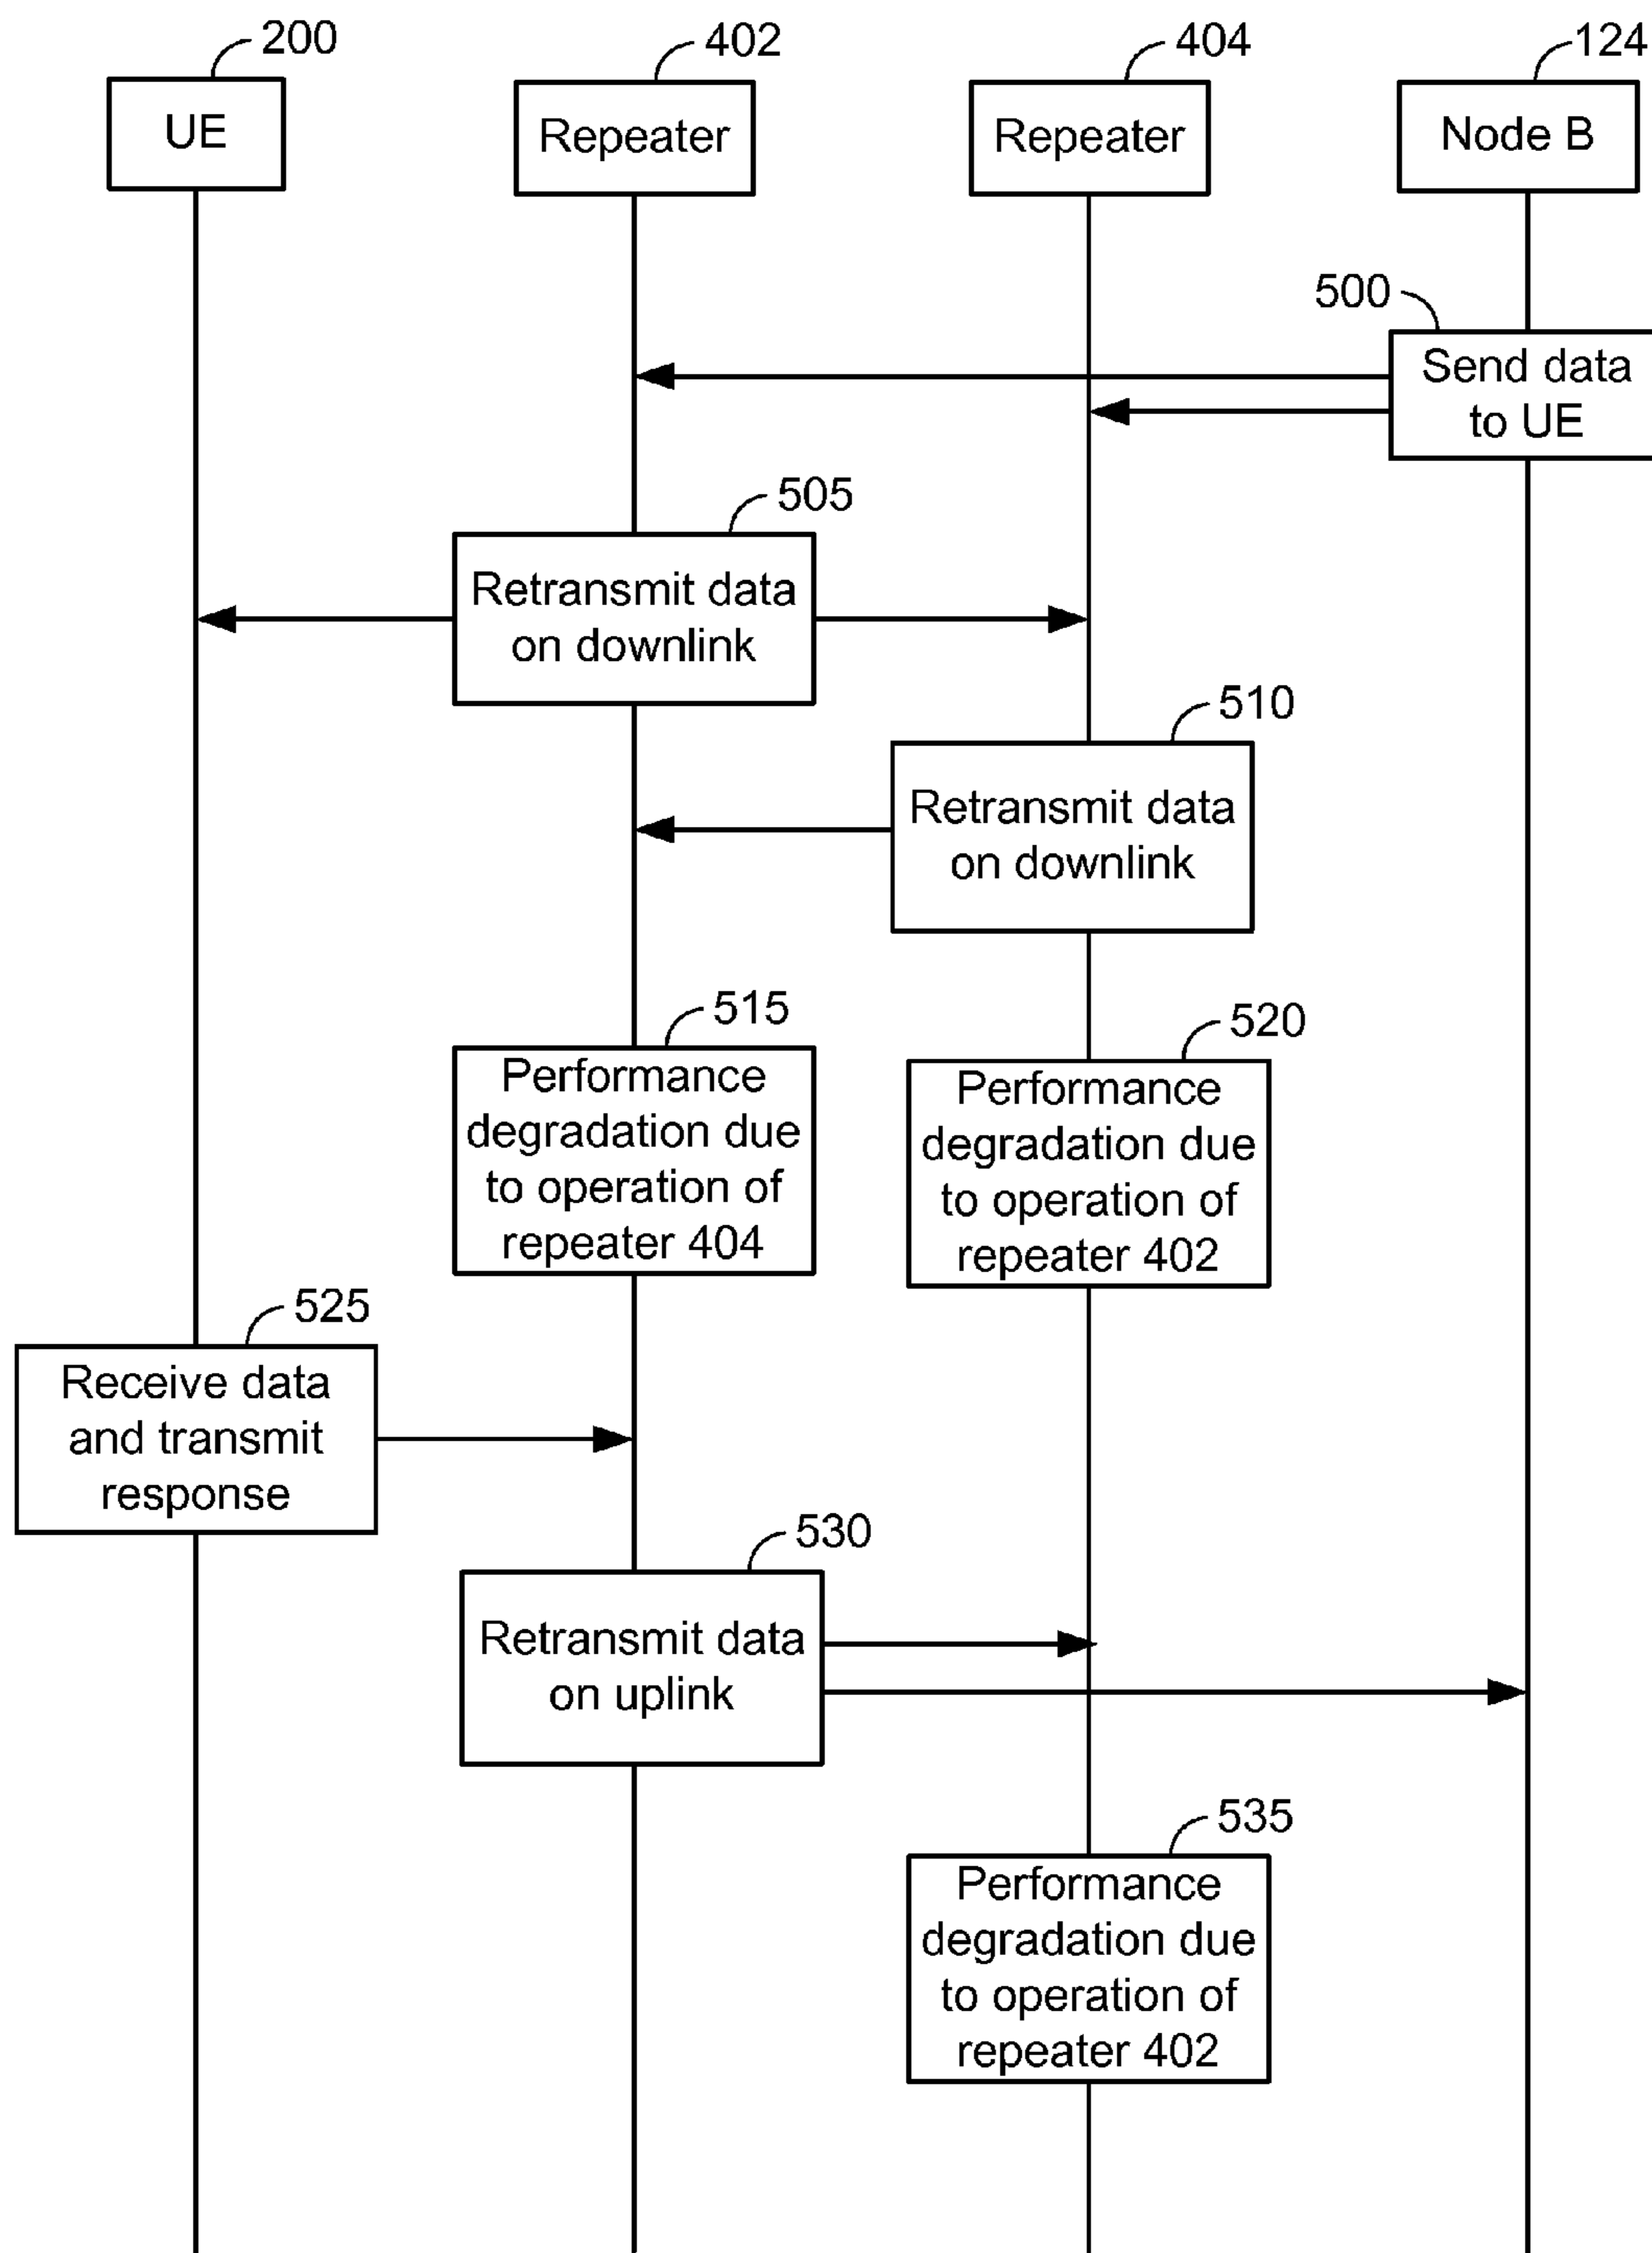 200
402
404
124
UE
Repeater
Repeater
Node B
500
Send data
to UE
505
Retransmit data
on downlink
510
Retransmit data
on downlink
515
Performance
degradation due
to operation of
repeater 404
520
Performance
degradation due
to operation of
repeater 402
525
Receive data
and transmit
response
530
Retransmit data
on uplink
535
Performance
degradation due
to operation of
repeater 402